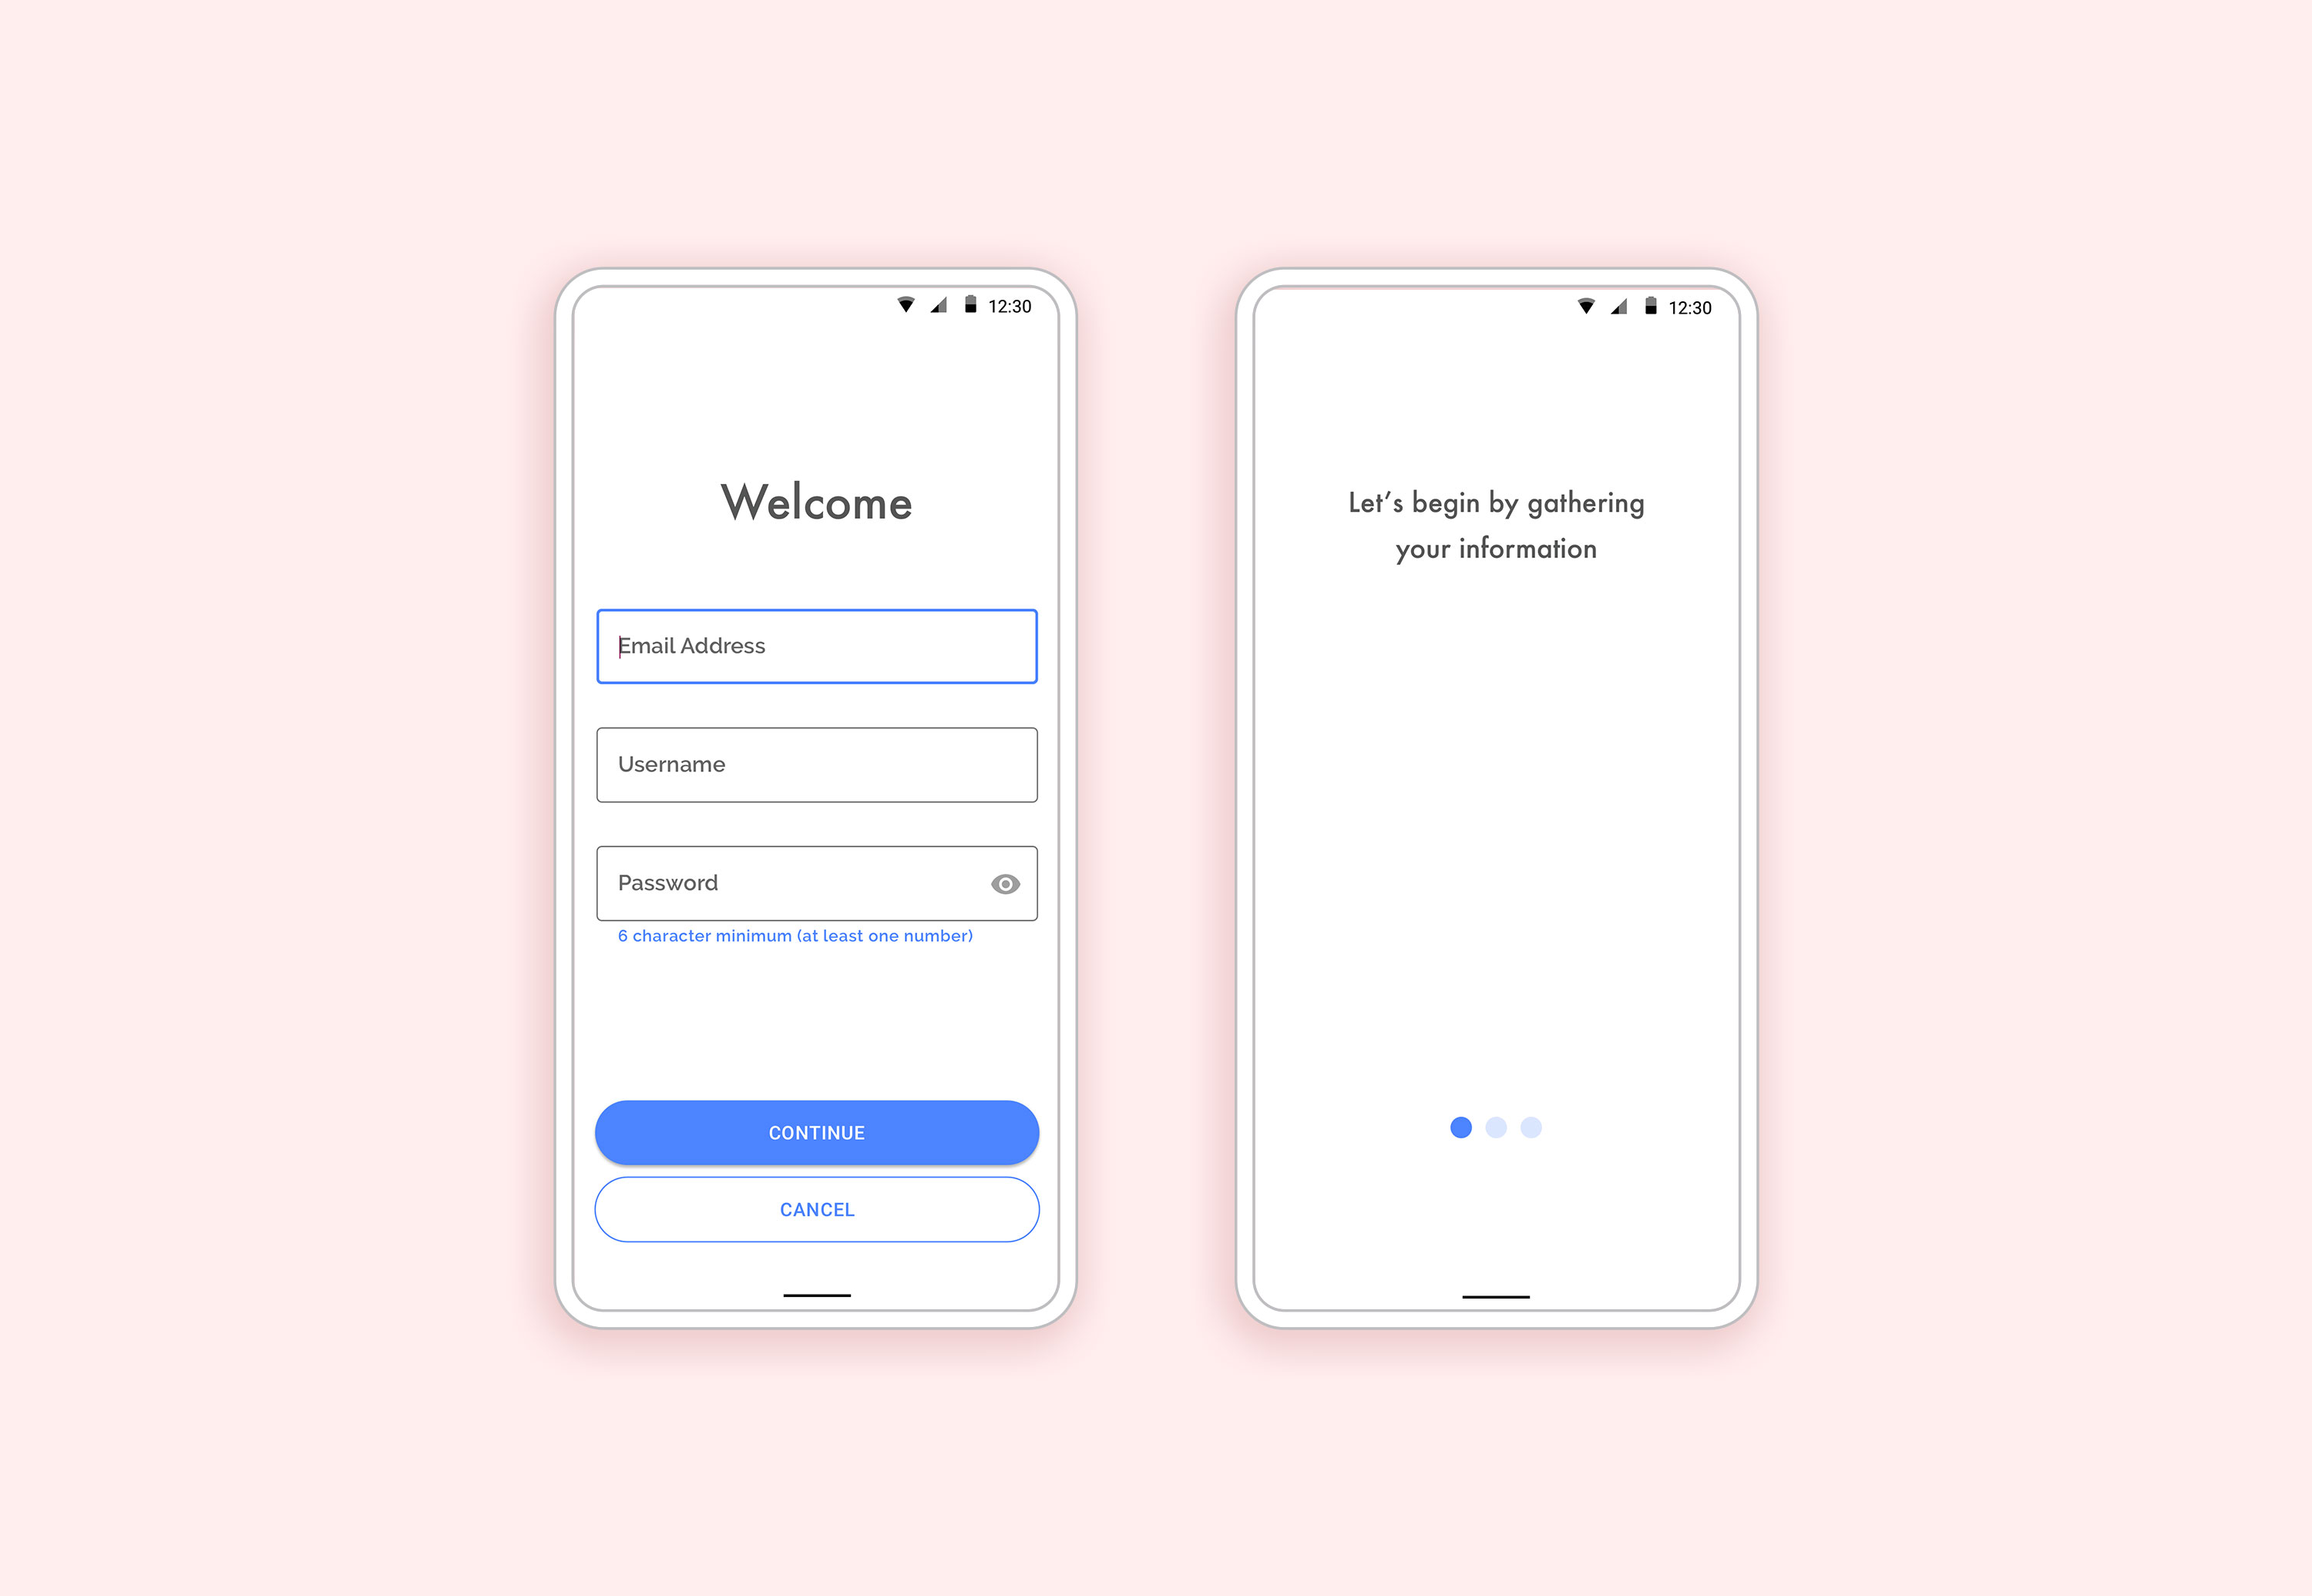 12:30
Welcome
Email Address
Username
Password
6 character minimum (at least one number)
CONTINUE
CANCEL
12:30
Let’s begin by gathering
your information